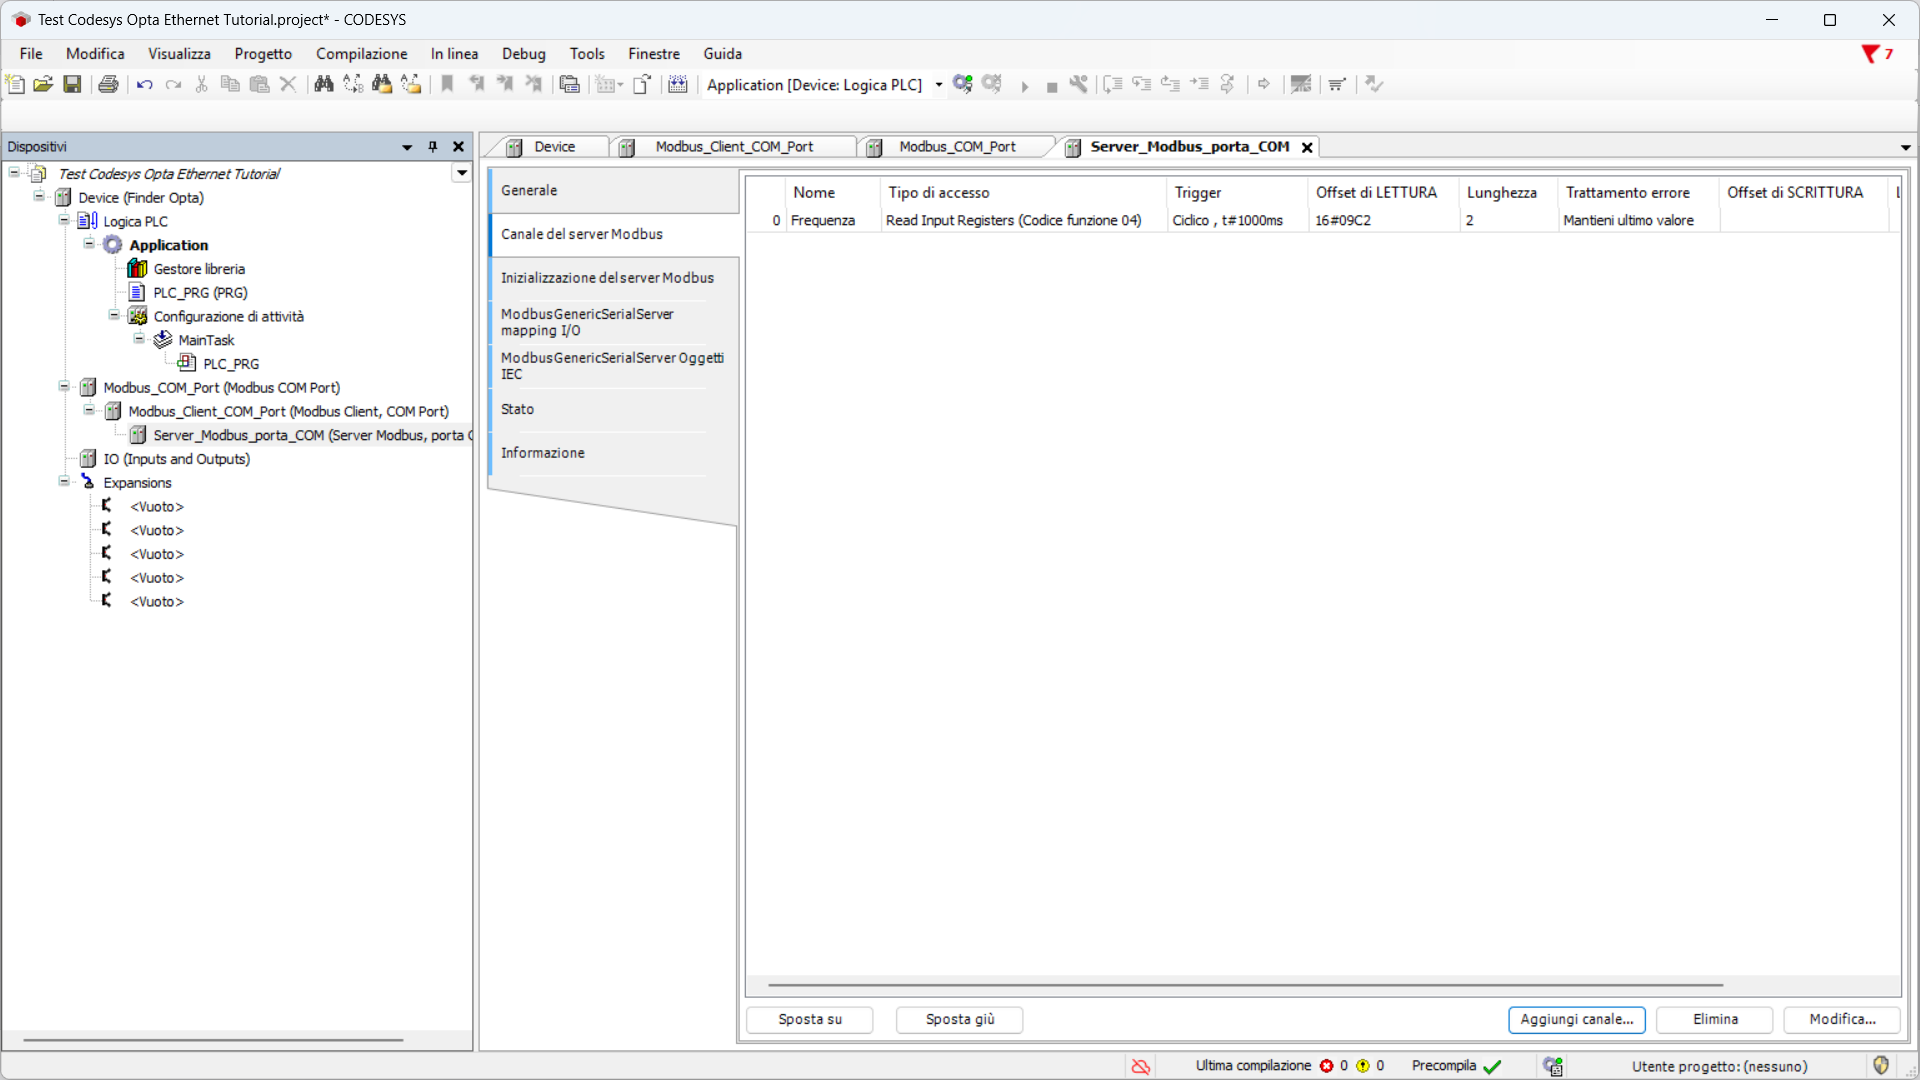 Test Codesys Opta Ethernet Tutorial.project* - CODESYS
File Modifica Visualizza Progetto Compilazione In linea Debug Tools Finestre Guida
7
Application [Device: Logica PLC]
Dispositivi
Test Codesys Opta Ethernet Tutorial
Device (Finder Opta)
Logica PLC
Application
Gestore libreria
PLC_PRG (PRG)
Configurazione di attività
MainTask
PLC_PRG
Modbus_COM_Port (Modbus COM Port)
Modbus_Client_COM_Port (Modbus Client, COM Port)
Server_Modbus_porta_COM (Server Modbus, porta
IO (Inputs and Outputs)
Expansions
<Vuoto>
<Vuoto>
<Vuoto>
<Vuoto>
<Vuoto>
Device Modbus_Client_COM_Port Modbus_COM_Port Server_Modbus_porta_COM
Generale
Canale del server Modbus
Inizializzazione del server Modbus
ModbusGenericSerialServer
mapping I/O
ModbusGenericSerialServer Oggetti
IEC
Stato
Informazione
Nome Tipo di accesso Trigger Offset di LETTURA Lunghezza Trattamento errore Offset di SCRITTURA
0 Frequenza Read Input Registers (Codice funzione 04) Ciclico , t#1000ms 16#09C2 2 Mantieni ultimo valore
Sposta su Sposta giù Aggiungi canale... Elimina Modifica...
Ultima compilazione 0 0 Precompila Utente progetto: (nessuno)